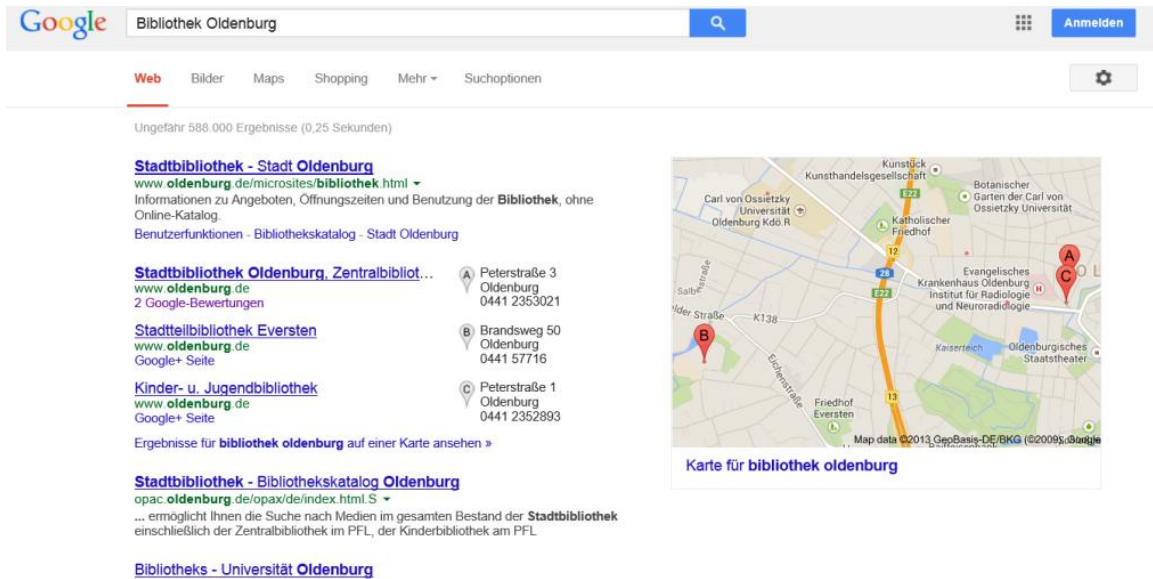 Google
Bibliothek Oldenburg
Anmelden
Web Bilder Maps Shopping Mehr Suchoptionen
Ungefähr 588.000 Ergebnisse (0,25 Sekunden)
Stadtbibliothek - Stadt Oldenburg
www.oldenburg.de/microsites/bibliothek.html
Informationen zu Angeboten, Öffnungszeiten und Benutzung der Bibliothek, ohne
Online-Katalog.
Benutzerfunktionen - Bibliothekskatalog - Stadt Oldenburg
Stadtbibliothek Oldenburg, Zentralbibliot...
www.oldenburg.de
2 Google-Bewertungen
A Peterstraße 3
Oldenburg
0441 2353021
Stadtteilbibliothek Eversten
www.oldenburg.de
Google+ Seite
B Brandsweg 50
Oldenburg
0441 57716
Kinder- u. Jugendbibliothek
www.oldenburg.de
Google+ Seite
C Peterstraße 1
Oldenburg
0441 2352893
Ergebnisse für bibliothek oldenburg auf einer Karte ansehen »
Stadtbibliothek - Bibliothekskatalog Oldenburg
opac.oldenburg.de/opax/de/index.html.S
... ermöglicht Ihnen die Suche nach Medien im gesamten Bestand der Stadtbibliothek
einschließlich der Zentralbibliothek im PFL, der Kinderbibliothek am PFL
Bibliotheks - Universität Oldenburg
Kunstück
Kunsthandelsgesellschaft
E22
Botanischer
Garten der Carl von
Ossietzky Universität
Carl von Ossietzky
Universität
Oldenburg Kdö.R
Katholischer
Friedhof
12
A
C
O L
28
E22
Evangelisches
Krankenhaus Oldenburg
Institut für Radiologie
und Neuroradiologie
H
K138
B
Kaiserteich
Oldenburgisches
Staatstheater
Eichenstraße
13
Friedhof
Eversten
Map data ©2013 GeoBasis-DE/BKG (©2009), Google
Karte für bibliothek oldenburg